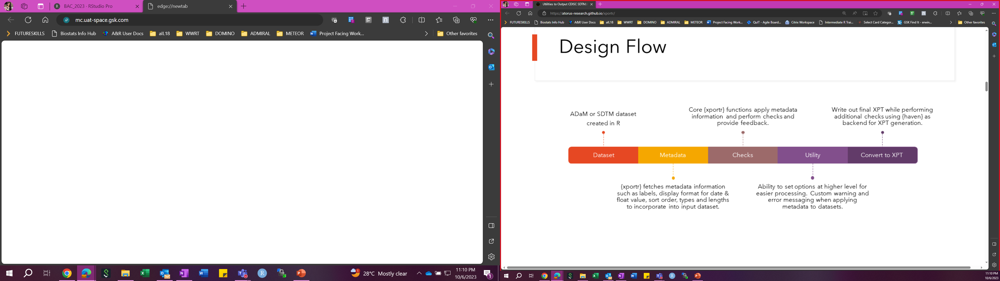 BAC_2023 · RStudio Pro
edge://newtab
mc.uat-space.gsk.com
FUTURESKILLS
Biostats Info Hub
A&R User Docs
alL18
WWRT
DOMINO
ADMIRAL
METEOR
Project Facing Work...
Other favorites
28°C Mostly clear
11:10 PM
10/6/2023
1
Utilities to Output CDISC SDTM/
https://atorus-research.github.io/xportr/
FUTURESKILLS
Biostats Info Hub
A&R User Docs
alL18
WWRT
DOMINO
ADMIRAL
METEOR
Project Facing Work...
QuIT - Agile Board...
Citrix Workspace
Intermediate R Trai...
Select Card Categor...
GSK Find It - erwin...
Other favorites
Design Flow
ADaM or SDTM dataset
created in R
Core {xportr} functions apply metadata
information and perform checks and
provide feedback.
Write out final XPT while performing
additional checks using {haven} as
backend for XPT generation.
Dataset
Metadata
Checks
Utility
Convert to XPT
{xportr} fetches metadata information
such as labels, display format for date &
float value, sort order, types and lengths
to incorporate into input dataset.
Ability to set options at higher level for
easier processing. Custom warning and
error messaging when applying
metadata to datasets.
11:10 PM
10/6/2023